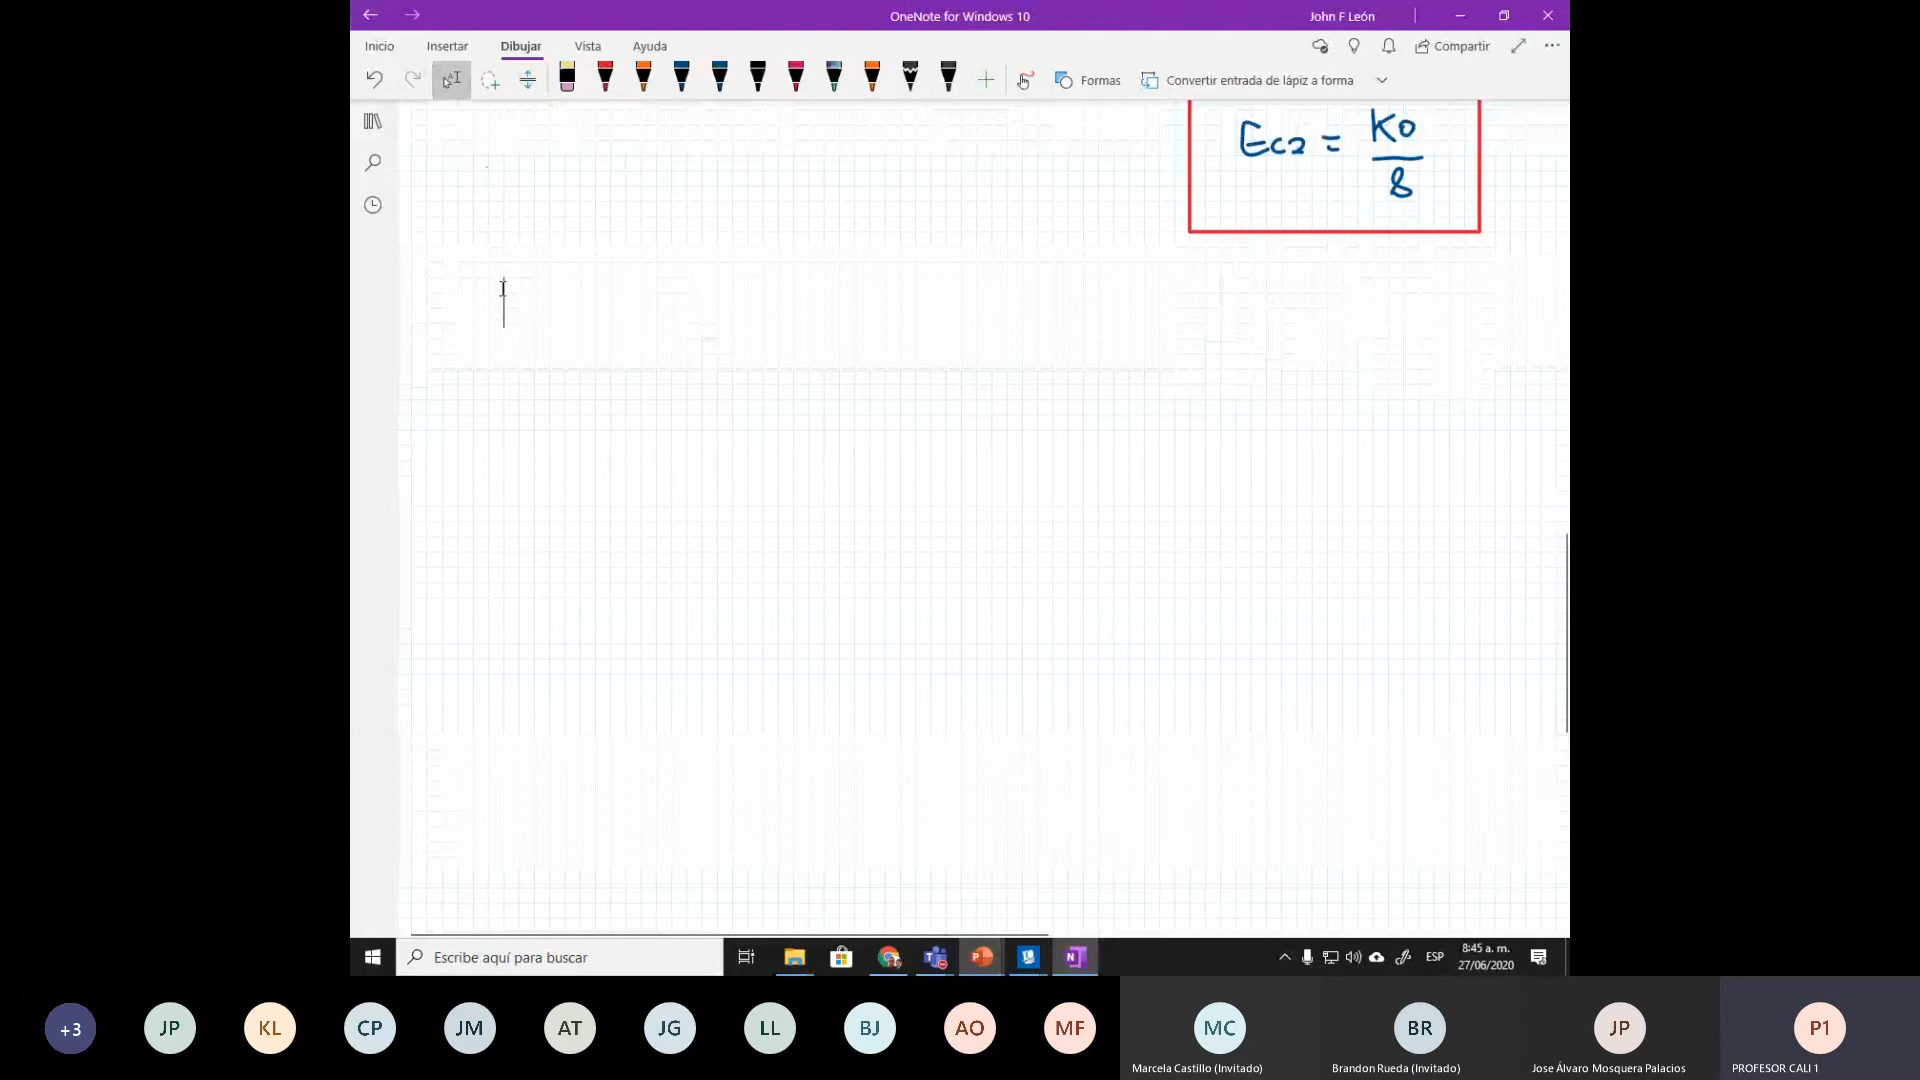 OneNote for Windows 10
John F León
Inicio Insertar Dibujar Vista Ayuda
Compartir
Formas
Convertir entrada de lápiz a forma
Ec2 = K0
8
Escribe aquí para buscar
ESP
8:45 a. m.
27/06/2020
+3 JP KL CP JM AT JG LL BJ AO MF MC BR JP P1
Marcela Castillo (Invitado)
Brandon Rueda (Invitado)
Jose Álvaro Mosquera Palacios
PROFESOR CALI 1